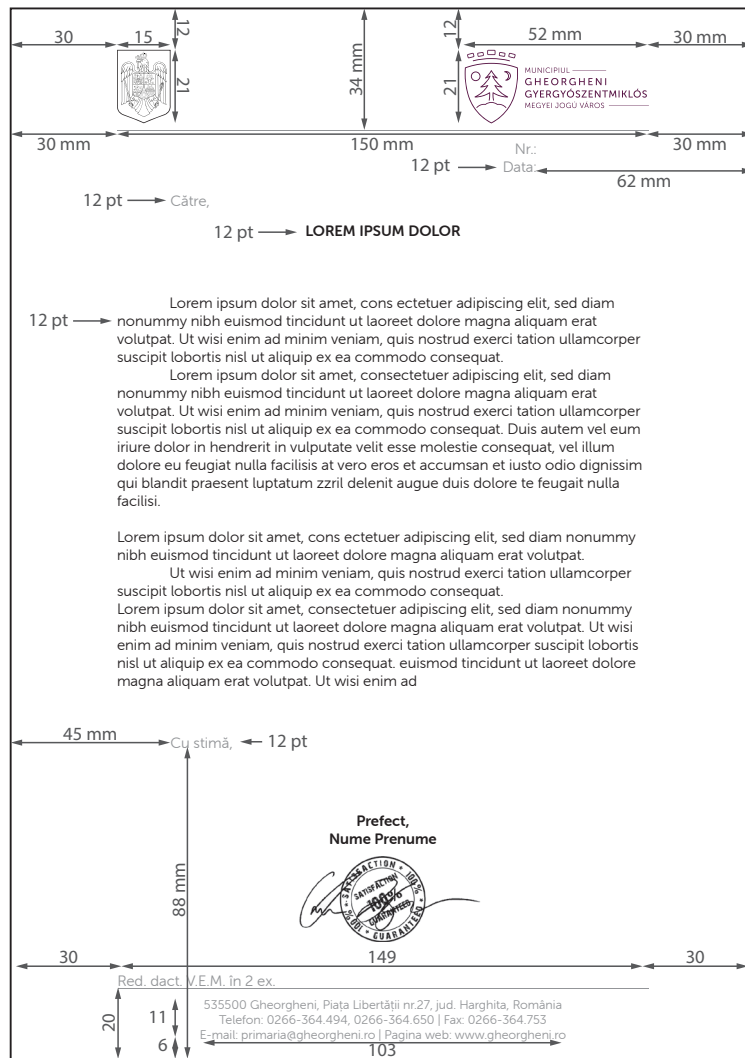 12
12
30
15
52 mm
30 mm
34 mm
21
21
MUNICIPIUL
GHEORGHENI
GYERGYÓSZENTMIKLÓS
MEGYEI JOGÚ VÁROS
30 mm
150 mm
30 mm
Nr.:
12 pt
Data:
62 mm
12 pt
Către,
12 pt
LOREM IPSUM DOLOR
Lorem ipsum dolor sit amet, cons ectetuer adipiscing elit, sed diam
12 pt
nonummy nibh euismod tincidunt ut laoreet dolore magna aliquam erat
volutpat. Ut wisi enim ad minim veniam, quis nostrud exerci tation ullamcorper
suscipit lobortis nisl ut aliquip ex ea commodo consequat.
Lorem ipsum dolor sit amet, consectetuer adipiscing elit, sed diam
nonummy nibh euismod tincidunt ut laoreet dolore magna aliquam erat
volutpat. Ut wisi enim ad minim veniam, quis nostrud exerci tation ullamcorper
suscipit lobortis nisl ut aliquip ex ea commodo consequat. Duis autem vel eum
iriure dolor in hendrerit in vulputate velit esse molestie consequat, vel illum
dolore eu feugiat nulla facilisis at vero eros et accumsan et iusto odio dignissim
qui blandit praesent luptatum zzril delenit augue duis dolore te feugait nulla
facilisi.
Lorem ipsum dolor sit amet, cons ectetuer adipiscing elit, sed diam nonummy
nibh euismod tincidunt ut laoreet dolore magna aliquam erat volutpat.
Ut wisi enim ad minim veniam, quis nostrud exerci tation ullamcorper
suscipit lobortis nisl ut aliquip ex ea commodo consequat.
Lorem ipsum dolor sit amet, consectetuer adipiscing elit, sed diam nonummy
nibh euismod tincidunt ut laoreet dolore magna aliquam erat volutpat. Ut wisi
enim ad minim veniam, quis nostrud exerci tation ullamcorper suscipit lobortis
nisl ut aliquip ex ea commodo consequat. euismod tincidunt ut laoreet dolore
magna aliquam erat volutpat. Ut wisi enim ad
45 mm
Cu stimă,
12 pt
Prefect,
Nume Prenume
SATISFACTION 100% GUARANTEED 100%
SATISFACTION
100%
GUARANTEED
88 mm
30
149
30
Red. dact. V.E.M. în 2 ex.
20
11
6
535500 Gheorgheni, Piața Libertății nr.27, jud. Harghita, România
Telefon: 0266-364.494, 0266-364.650 | Fax: 0266-364.753
E-mail: primaria@gheorgheni.ro | Pagina web: www.gheorgheni.ro
103